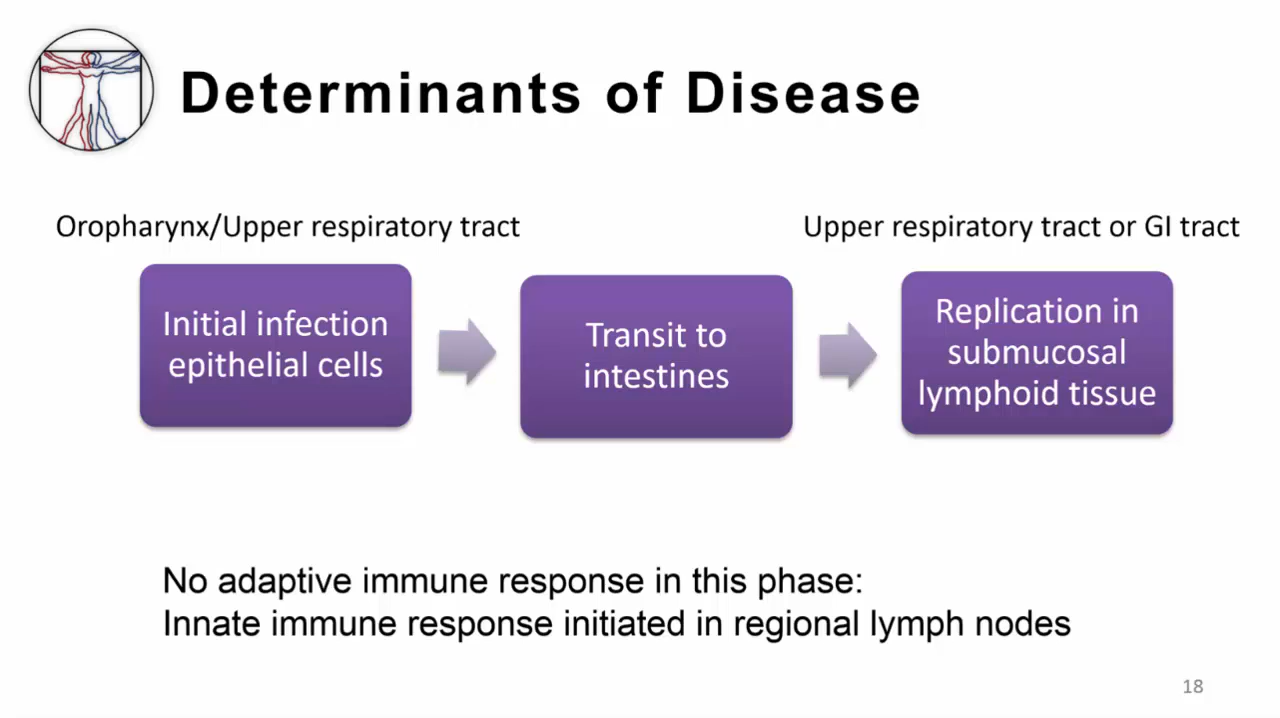 Determinants of Disease
Oropharynx/Upper respiratory tract
Upper respiratory tract or GI tract
Initial infection
epithelial cells
Transit to
intestines
Replication in
submucosal
lymphoid tissue
No adaptive immune response in this phase:
Innate immune response initiated in regional lymph nodes
18